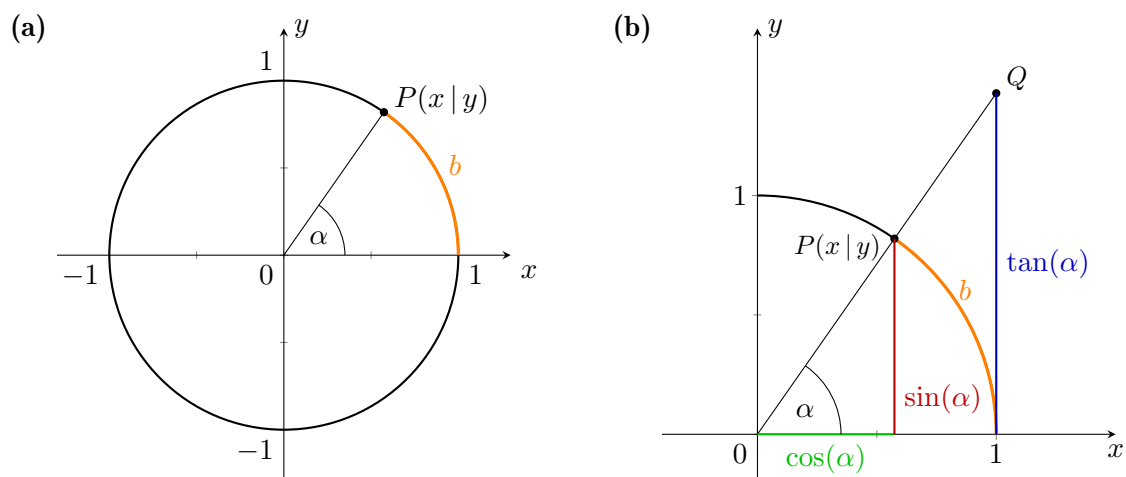 (a)
y
1
P(x | y)
b
α
−1
0
1
x
−1
(b)
y
Q
1
P(x | y)
tan(α)
b
α
sin(α)
0
cos(α)
1
x